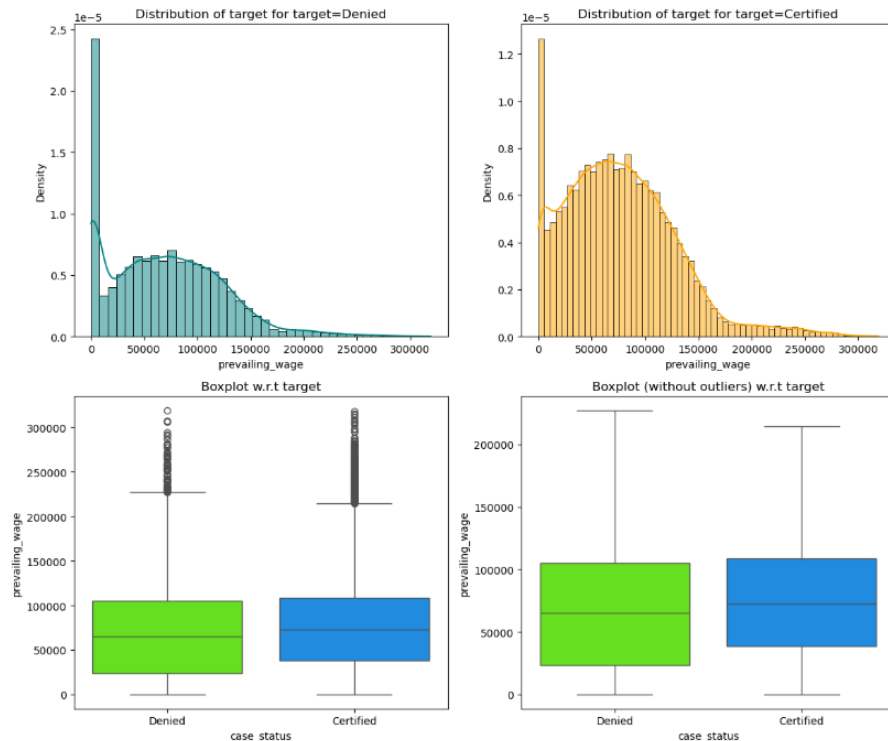 Distribution of target for target=Denied
1e−5
2.5
2.0
1.5
1.0
0.5
0.0
Density
0 50000 100000 150000 200000 250000 300000
prevailing_wage
Distribution of target for target=Certified
1e−5
1.2
1.0
0.8
0.6
0.4
0.2
0.0
Density
0 50000 100000 150000 200000 250000 300000
prevailing_wage
Boxplot w.r.t target
300000
250000
200000
150000
100000
50000
0
prevailing_wage
Denied Certified
case_status
Boxplot (without outliers) w.r.t target
200000
150000
100000
50000
0
prevailing_wage
Denied Certified
case_status